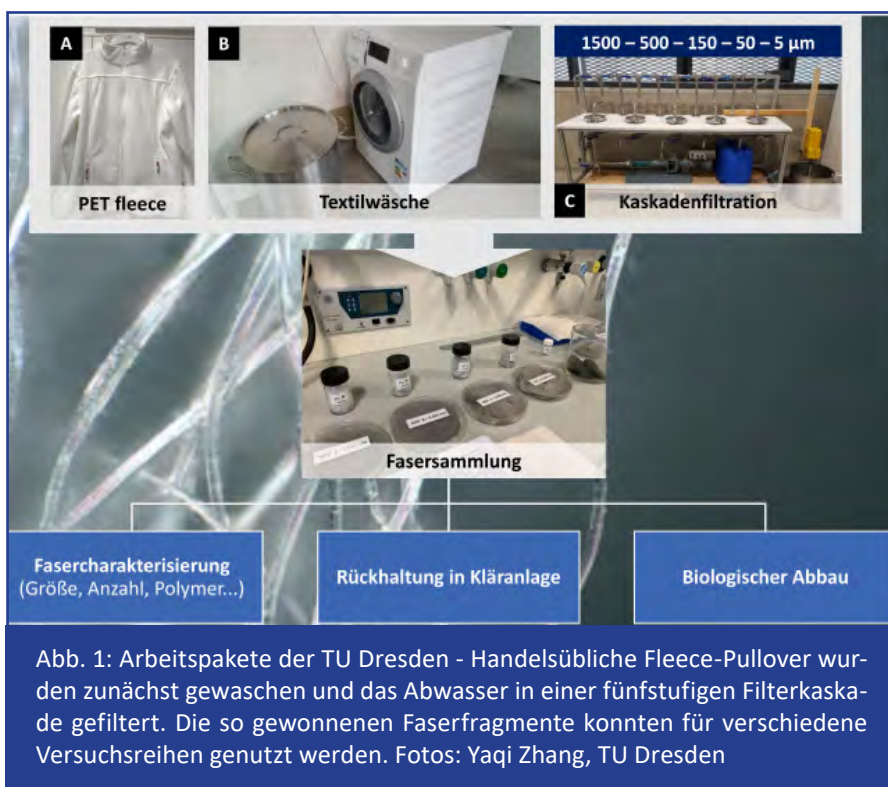 A
B
1500 – 500 – 150 – 50 – 5 µm
PET fleece
Textilwäsche
C
Kaskadenfiltration
Fasersammlung
Fasercharakterisierung
(Größe, Anzahl, Polymer...)
Rückhaltung in Kläranlage
Biologischer Abbau
Abb. 1: Arbeitspakete der TU Dresden - Handelsübliche Fleece-Pullover wur-
den zunächst gewaschen und das Abwasser in einer fünfstufigen Filterkaska-
de gefiltert. Die so gewonnenen Faserfragmente konnten für verschiedene
Versuchsreihen genutzt werden. Fotos: Yaqi Zhang, TU Dresden